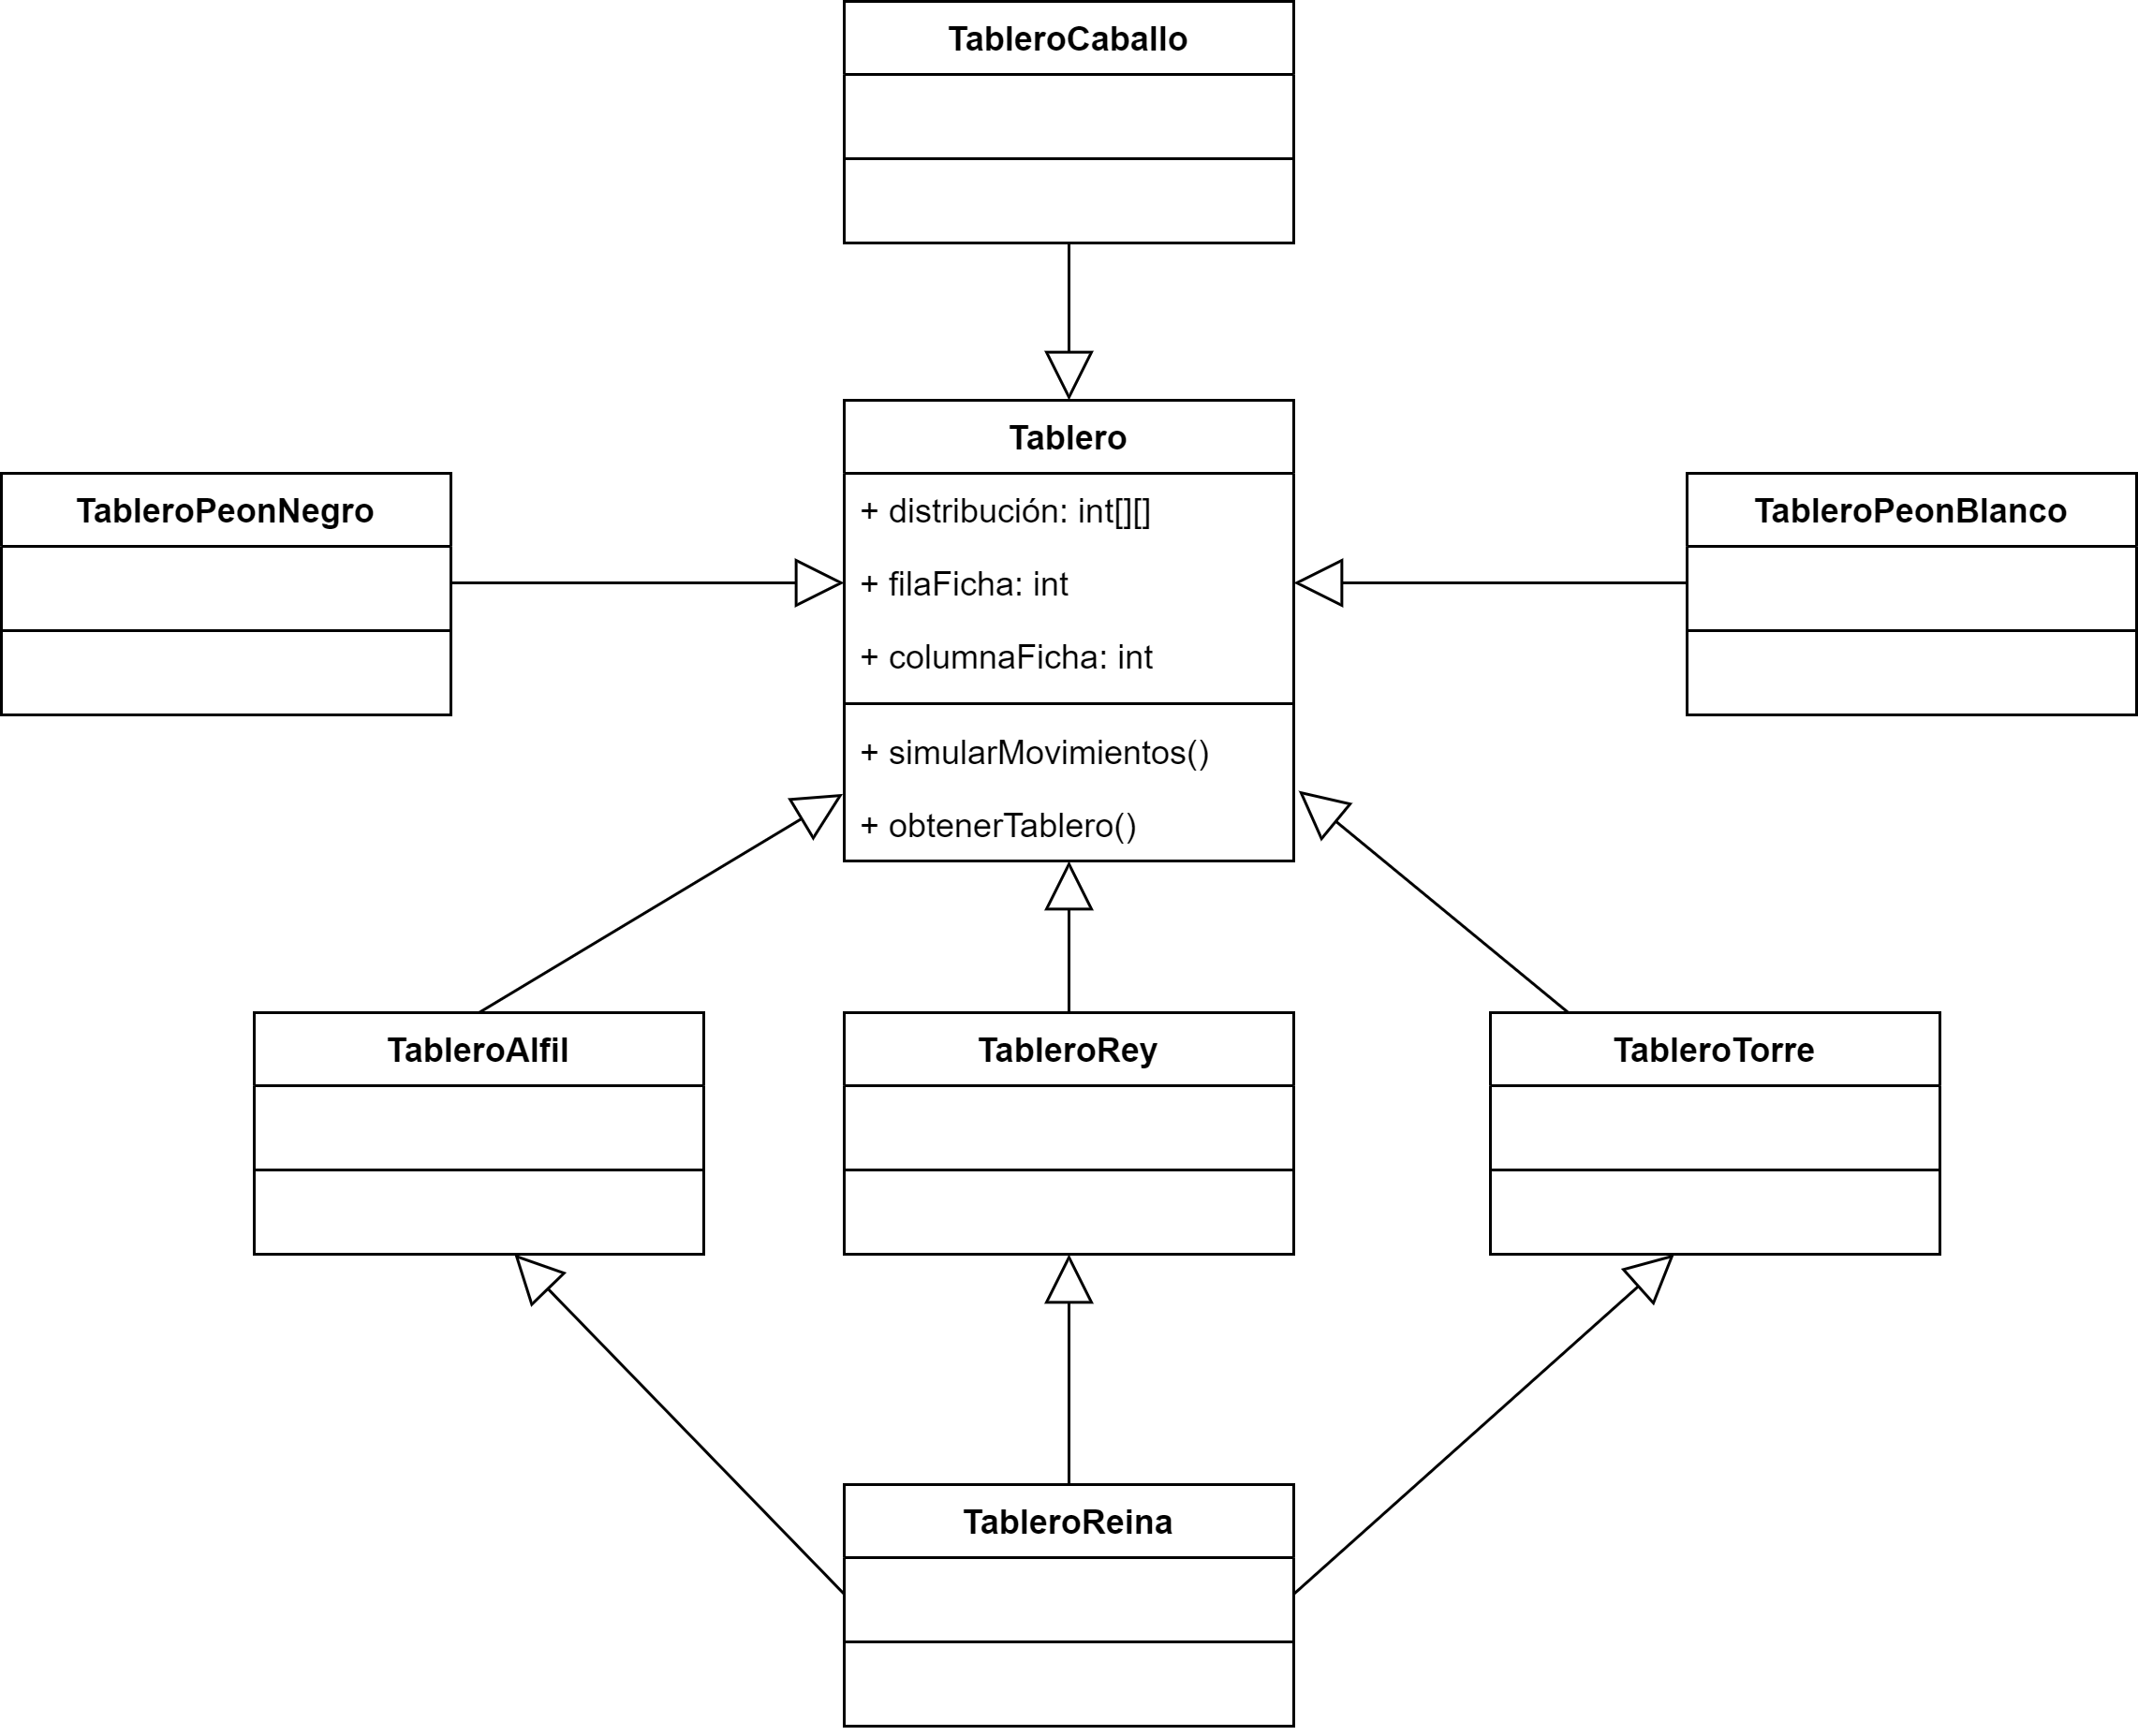 TableroCaballo
Tablero
+ distribución: int[][]
+ filaFicha: int
+ columnaFicha: int
+ simularMovimientos()
+ obtenerTablero()
TableroPeonNegro
TableroPeonBlanco
TableroAlfil
TableroRey
TableroTorre
TableroReina